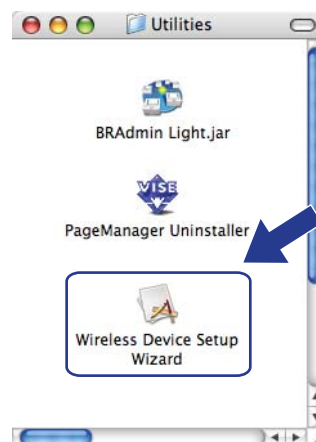 Utilities
BRAdmin Light.jar
VISE
PageManager Uninstaller
Wireless Device Setup
Wizard